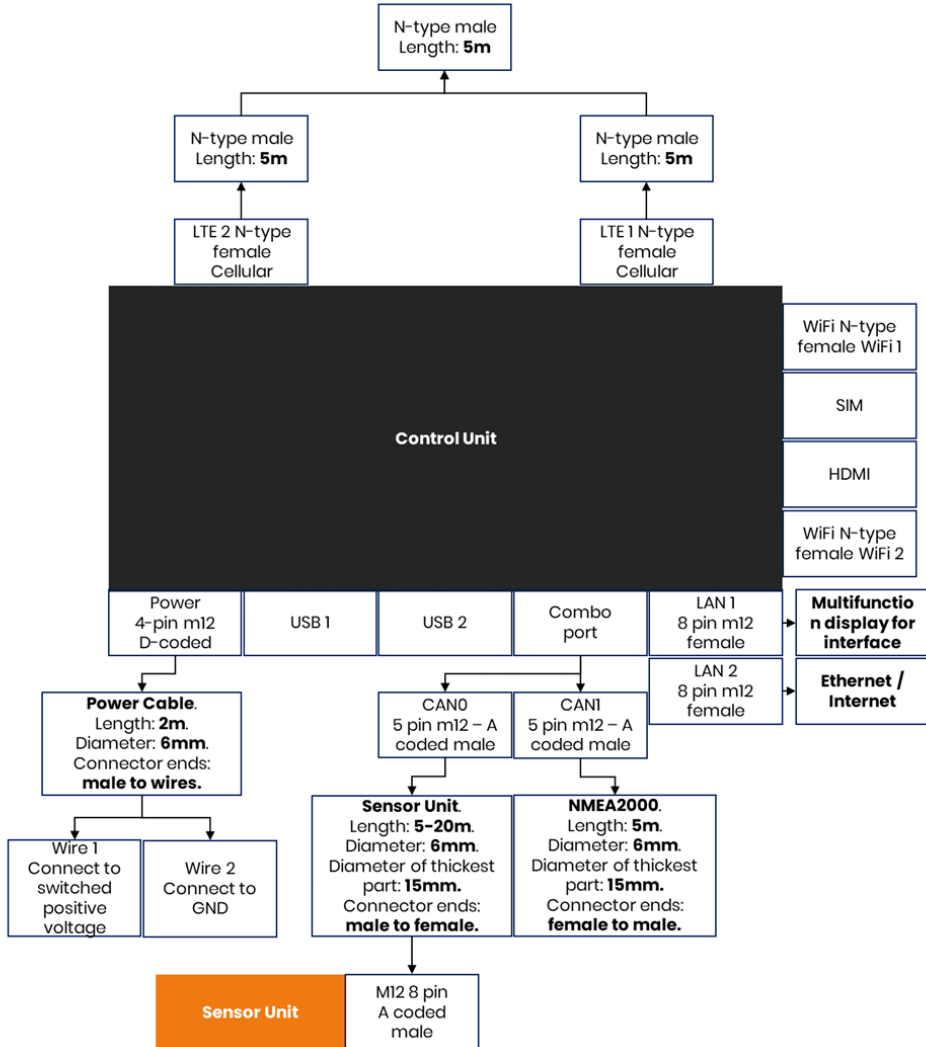 N-type male
Length: 5m
N-type male
Length: 5m
N-type male
Length: 5m
LTE 2 N-type
female
Cellular
LTE 1 N-type
female
Cellular
Control Unit
WiFi N-type
female WiFi 1
SIM
HDMI
WiFi N-type
female WiFi 2
Power
4-pin m12
D-coded
USB 1
USB 2
Combo
port
LAN 1
8 pin m12
female
Multifunctio
n display for
interface
LAN 2
8 pin m12
female
Ethernet /
Internet
Power Cable.
Length: 2m.
Diameter: 6mm.
Connector ends:
male to wires.
CAN0
5 pin m12 – A
coded male
CAN1
5 pin m12 – A
coded male
Wire 1
Connect to
switched
positive
voltage
Wire 2
Connect to
GND
Sensor Unit.
Length: 5-20m.
Diameter: 6mm.
Diameter of thickest
part: 15mm.
Connector ends:
male to female.
NMEA2000.
Length: 5m.
Diameter: 6mm.
Diameter of thickest
part: 15mm.
Connector ends:
female to male.
Sensor Unit
M12 8 pin
A coded
male